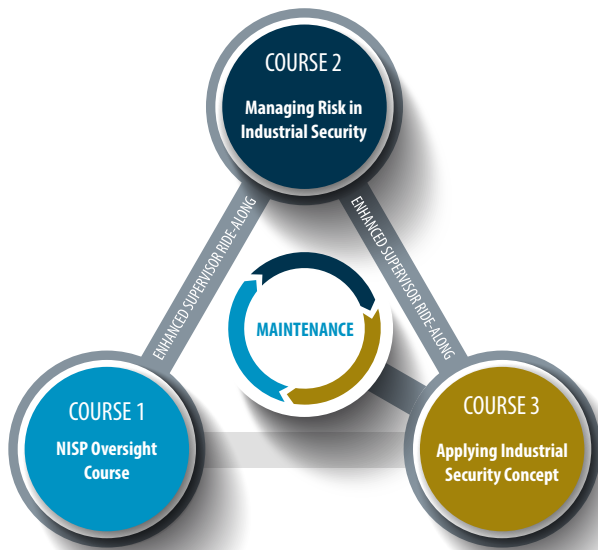 COURSE 2
Managing Risk in
Industrial Security
ENHANCED SUPERVISOR RIDE-ALONG
ENHANCED SUPERVISOR RIDE-ALONG
MAINTENANCE
COURSE 1
NISP Oversight
Course
COURSE 3
Applying Industrial
Security Concept